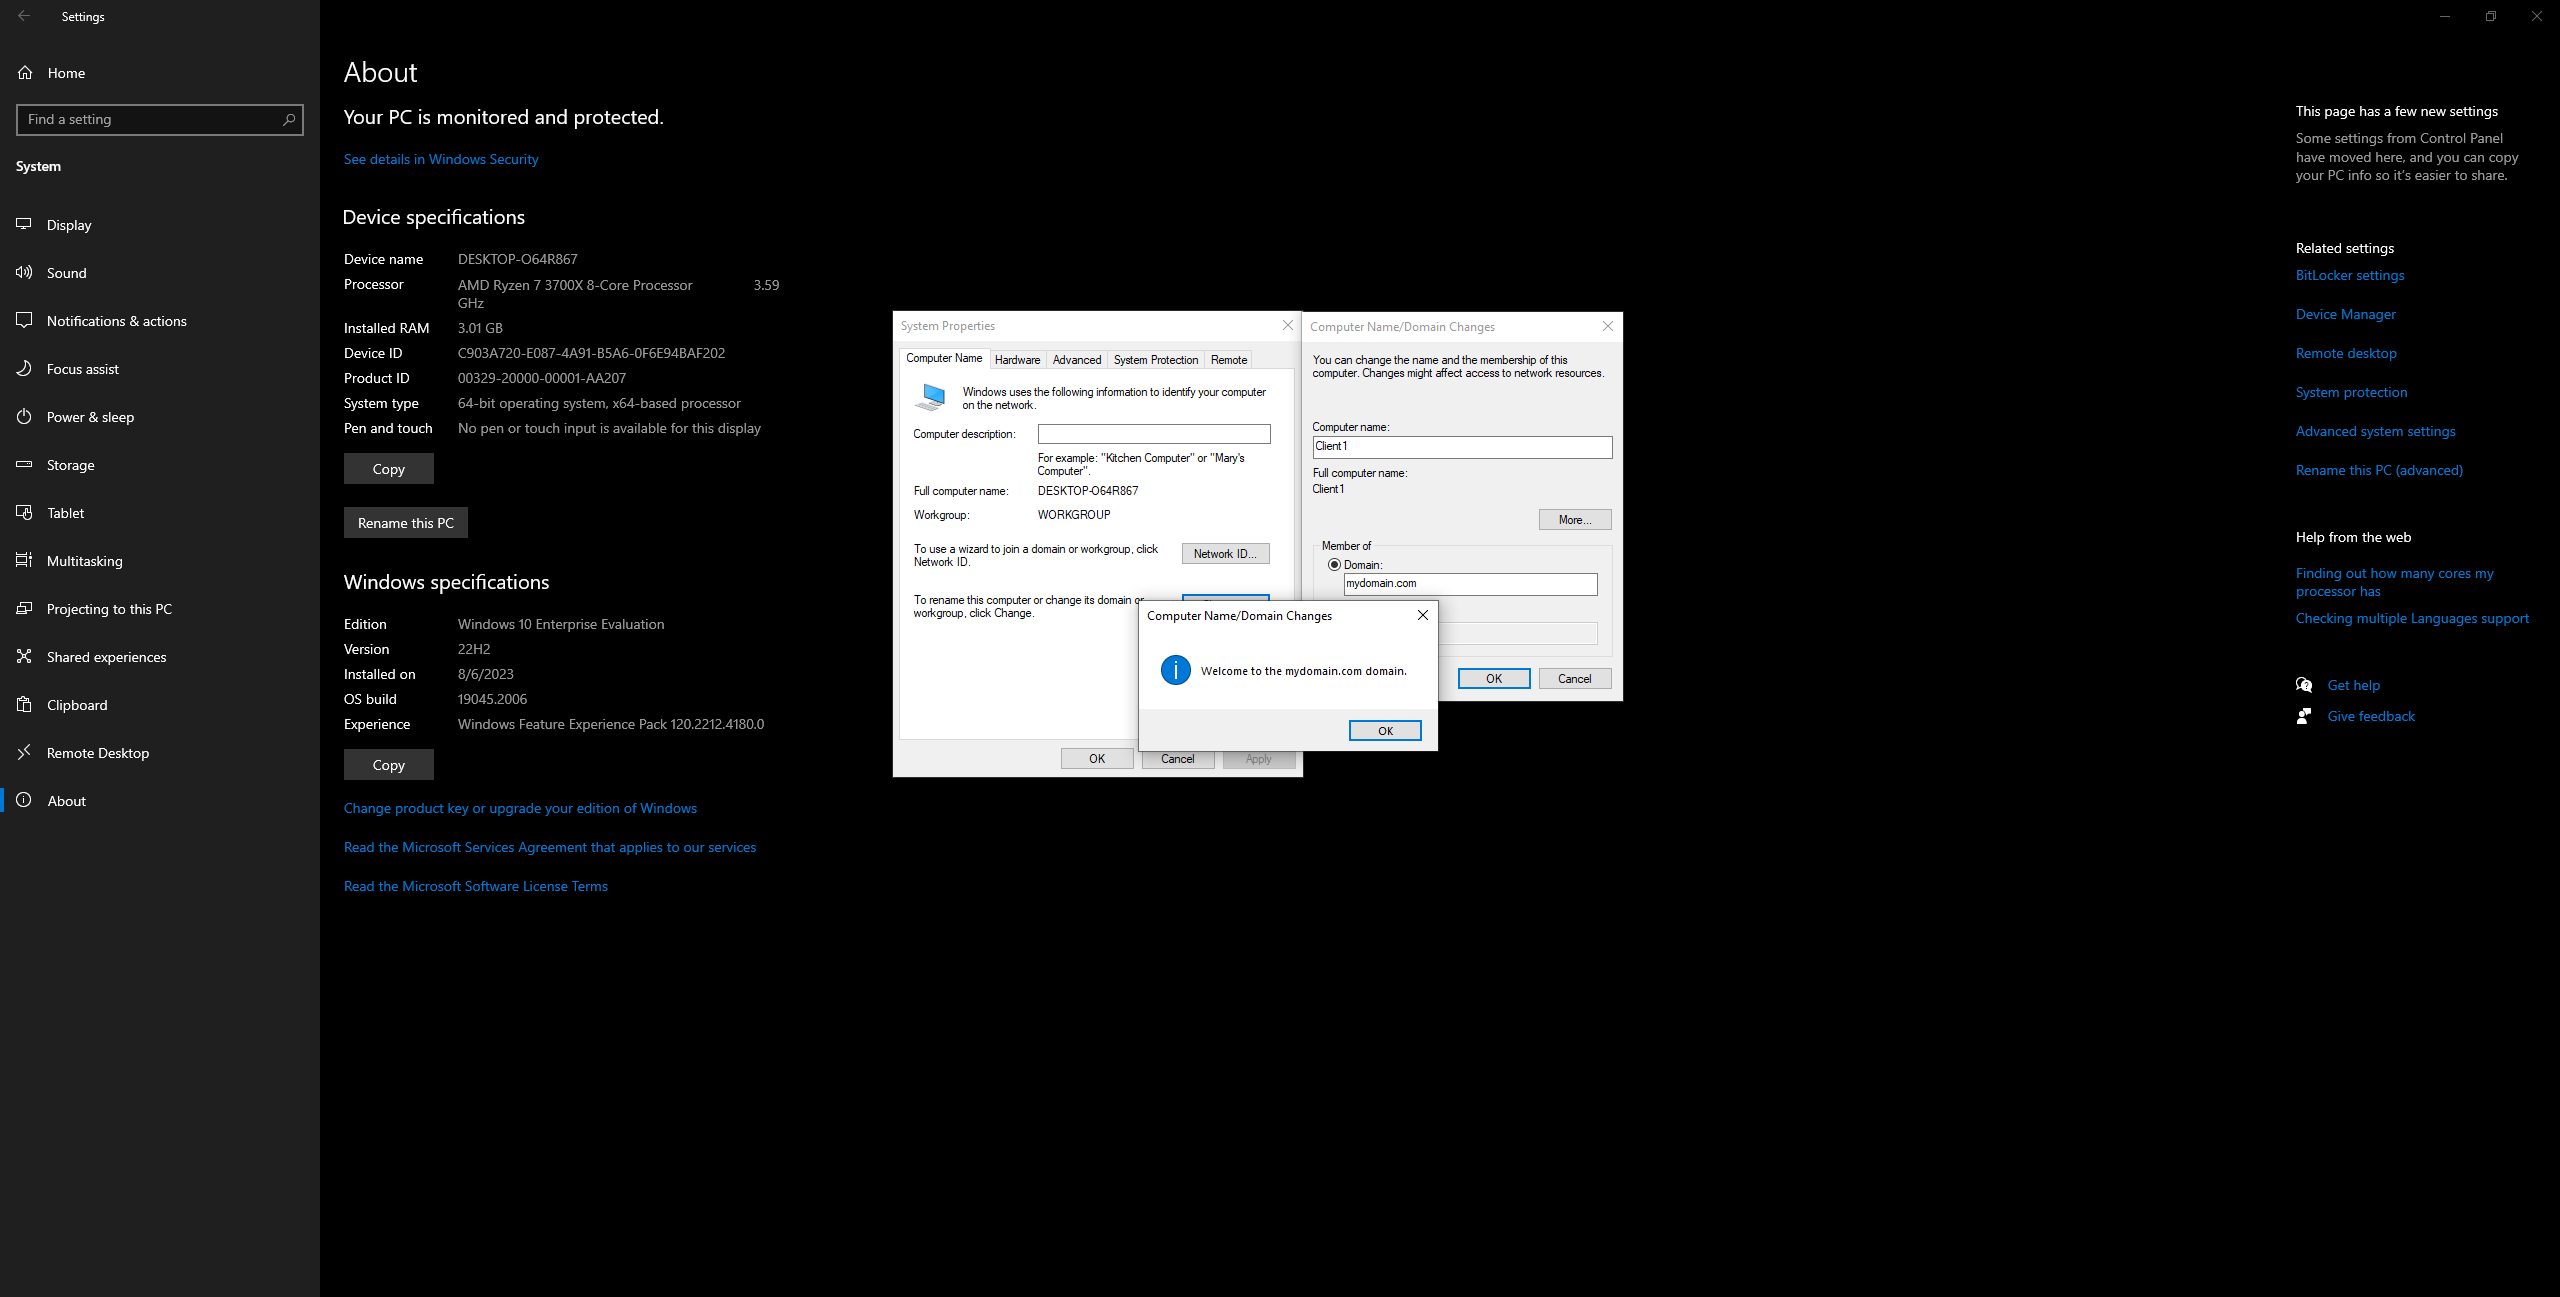 Settings
Home
Find a setting
System
Display
Sound
Notifications & actions
Focus assist
Power & sleep
Storage
Tablet
Multitasking
Projecting to this PC
Shared experiences
Clipboard
Remote Desktop
About
About
Your PC is monitored and protected.
See details in Windows Security
Device specifications
Device name DESKTOP-O64R867
Processor AMD Ryzen 7 3700X 8-Core Processor 3.59
GHz
Installed RAM 3.01 GB
Device ID C903A720-E087-4A91-B5A6-0F6E94BAF202
Product ID 00329-20000-00001-AA207
System type 64-bit operating system, x64-based processor
Pen and touch No pen or touch input is available for this display
Copy
Rename this PC
Windows specifications
Edition Windows 10 Enterprise Evaluation
Version 22H2
Installed on 8/6/2023
OS build 19045.2006
Experience Windows Feature Experience Pack 120.2212.4180.0
Copy
Change product key or upgrade your edition of Windows
Read the Microsoft Services Agreement that applies to our services
Read the Microsoft Software License Terms
System Properties
Computer Name Hardware Advanced System Protection Remote
Windows uses the following information to identify your computer
on the network.
Computer description:
For example: "Kitchen Computer" or "Mary's
Computer".
Full computer name: DESKTOP-O64R867
Workgroup: WORKGROUP
To use a wizard to join a domain or workgroup, click
Network ID.
Network ID...
To rename this computer or change its domain or
workgroup, click Change.
OK Cancel Apply
Computer Name/Domain Changes
You can change the name and the membership of this
computer. Changes might affect access to network resources.
Computer name:
Client1
Full computer name:
Client1
More...
Member of
Domain:
mydomain.com
OK Cancel
Computer Name/Domain Changes
Welcome to the mydomain.com domain.
OK
This page has a few new settings
Some settings from Control Panel
have moved here, and you can copy
your PC info so it's easier to share.
Related settings
BitLocker settings
Device Manager
Remote desktop
System protection
Advanced system settings
Rename this PC (advanced)
Help from the web
Finding out how many cores my
processor has
Checking multiple Languages support
Get help
Give feedback